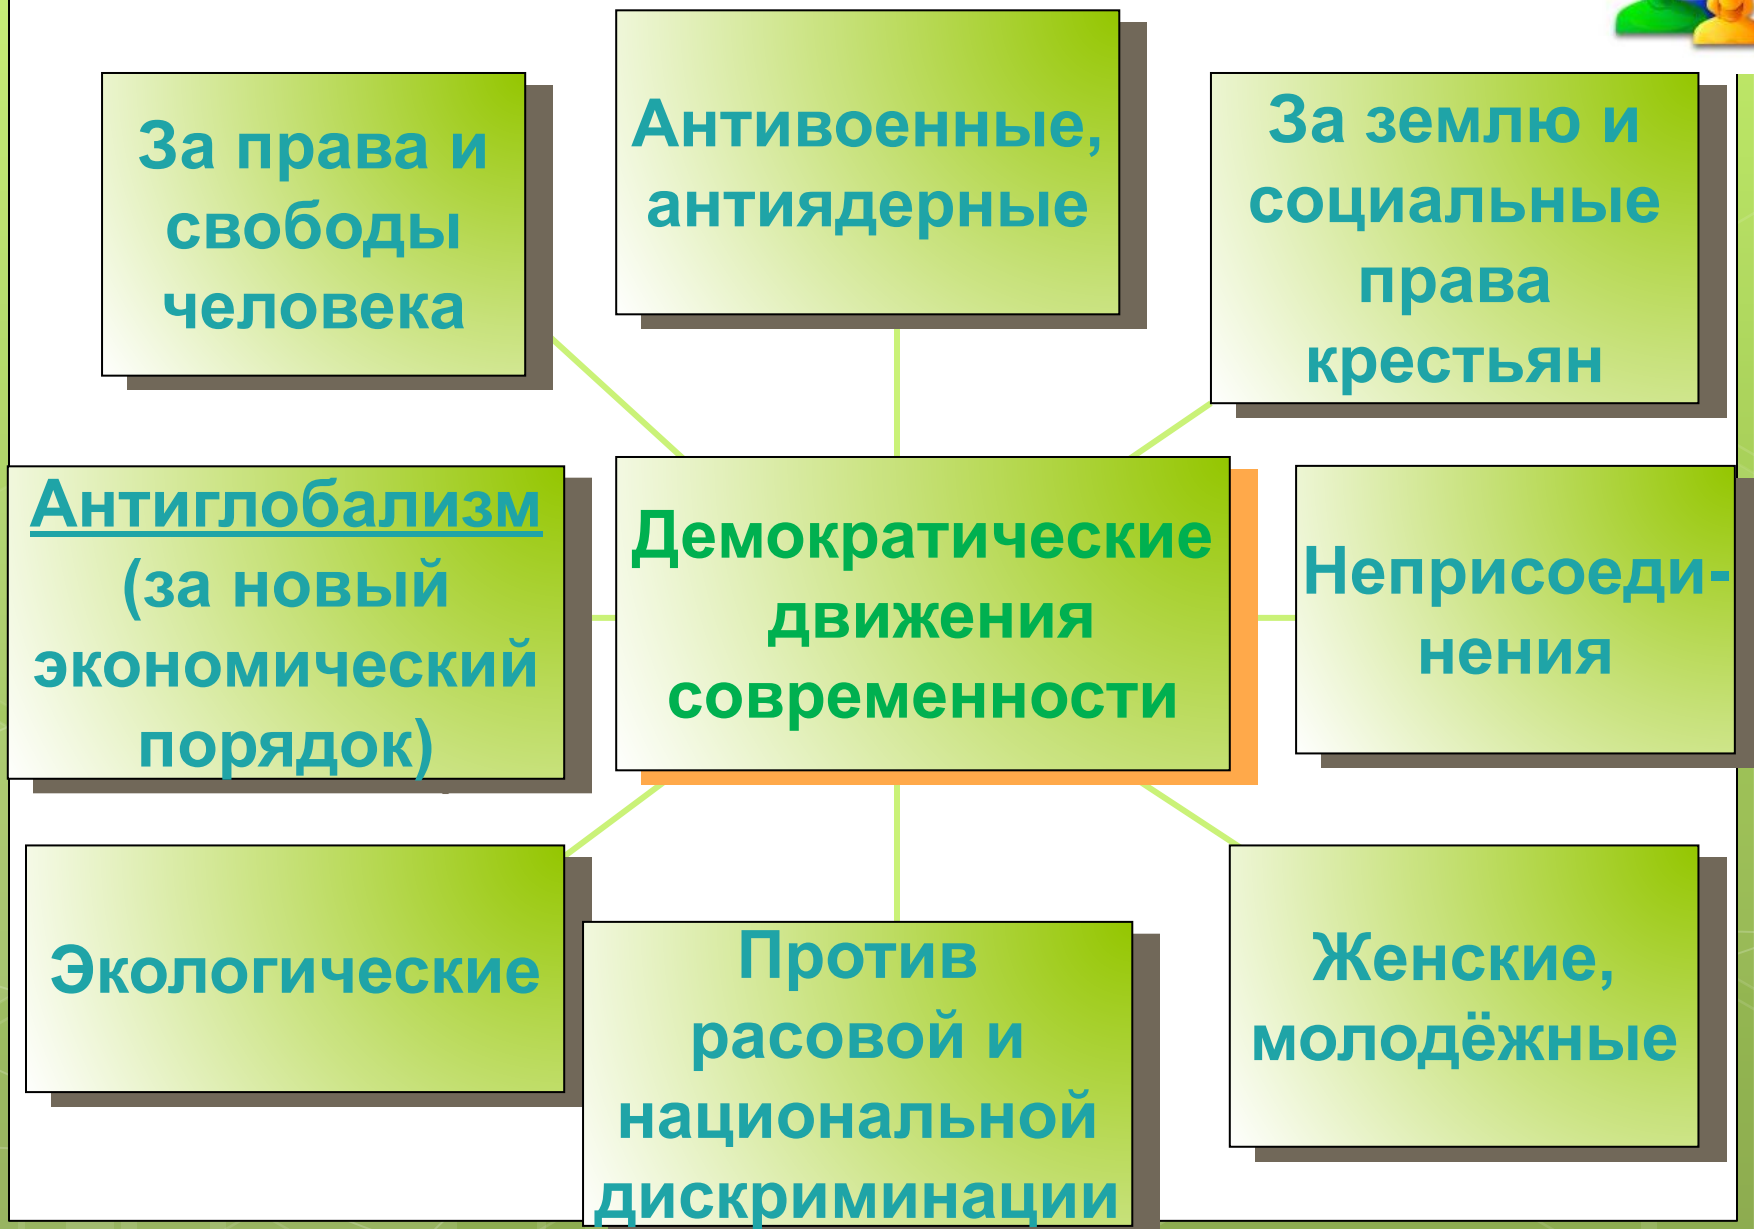 За права и
свободы
человека
Антивоенные,
антиядерные
За землю и
социальные
права
крестьян
Антиглобализм
(за новый
экономический
порядок)
Демократические
движения
современности
Неприсоеди-
нения
Экологические
Против
расовой и
национальной
дискриминации
Женские,
молодёжные